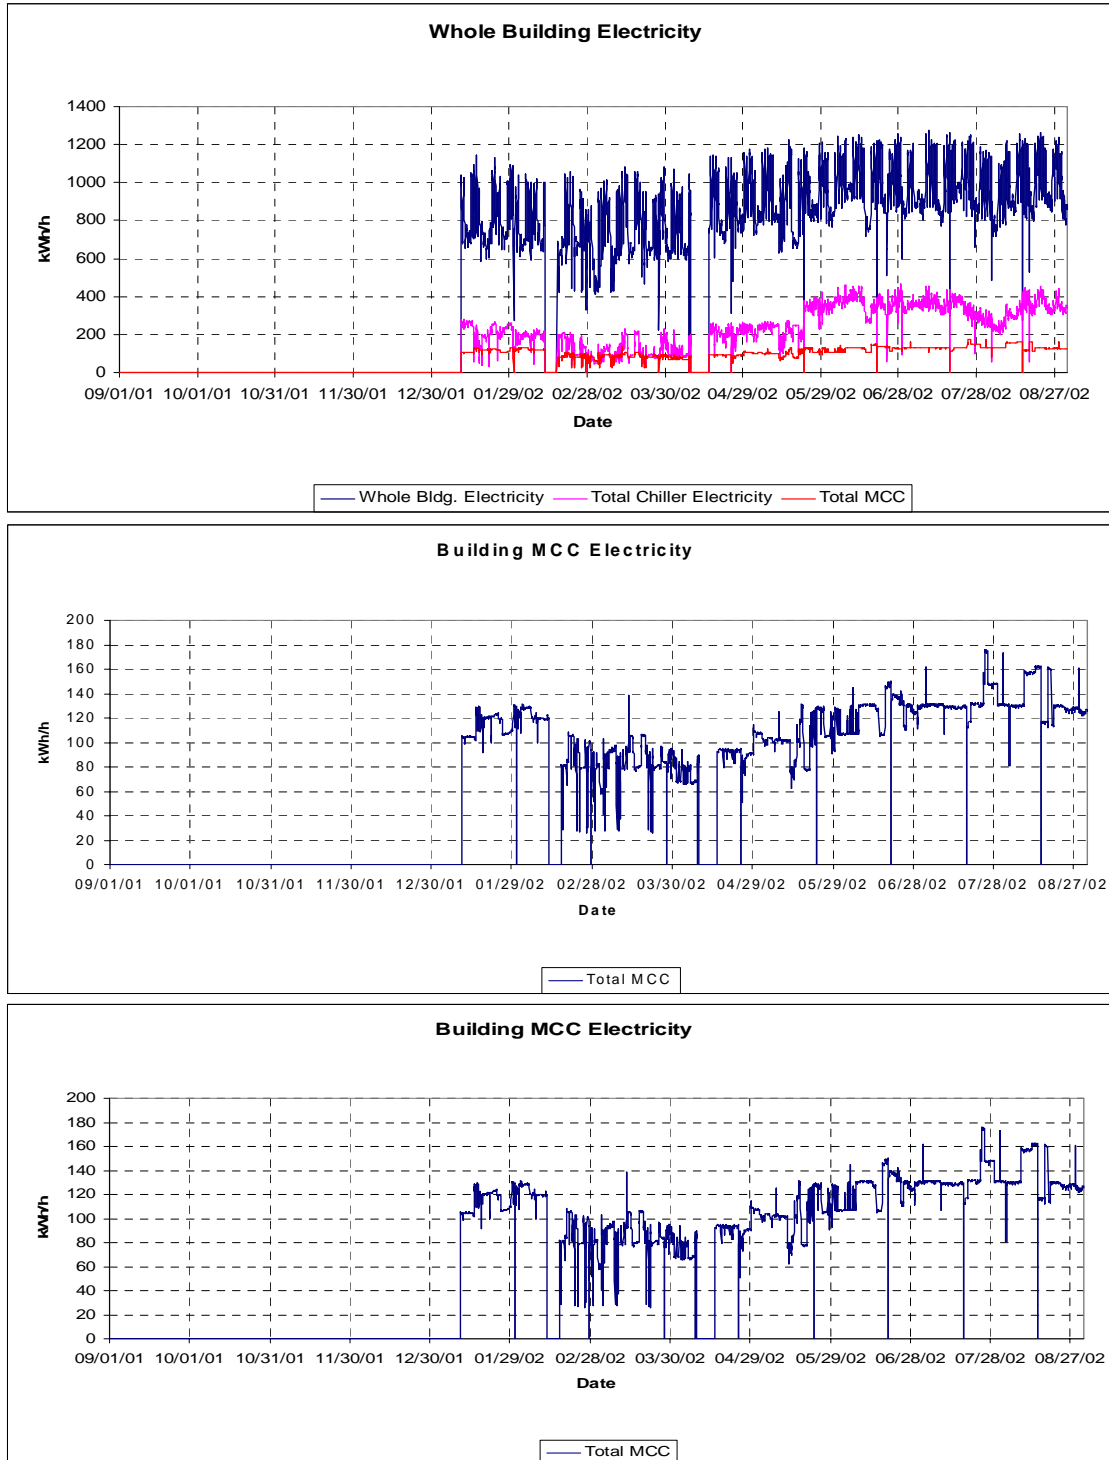 Whole Building Electricity
1400
1200
1000
800
600
400
200
0
kWh/h
09/01/01 10/01/01 10/31/01 11/30/01 12/30/01 01/29/02 02/28/02 03/30/02 04/29/02 05/29/02 06/28/02 07/28/02 08/27/02
Date
Whole Bldg. Electricity Total Chiller Electricity Total MCC
Building MCC Electricity
200
180
160
140
120
100
80
60
40
20
0
kWh/h
09/01/01 10/01/01 10/31/01 11/30/01 12/30/01 01/29/02 02/28/02 03/30/02 04/29/02 05/29/02 06/28/02 07/28/02 08/27/02
Date
Total MCC
Building MCC Electricity
200
180
160
140
120
100
80
60
40
20
0
kWh/h
09/01/01 10/01/01 10/31/01 11/30/01 12/30/01 01/29/02 02/28/02 03/30/02 04/29/02 05/29/02 06/28/02 07/28/02 08/27/02
Date
Total MCC